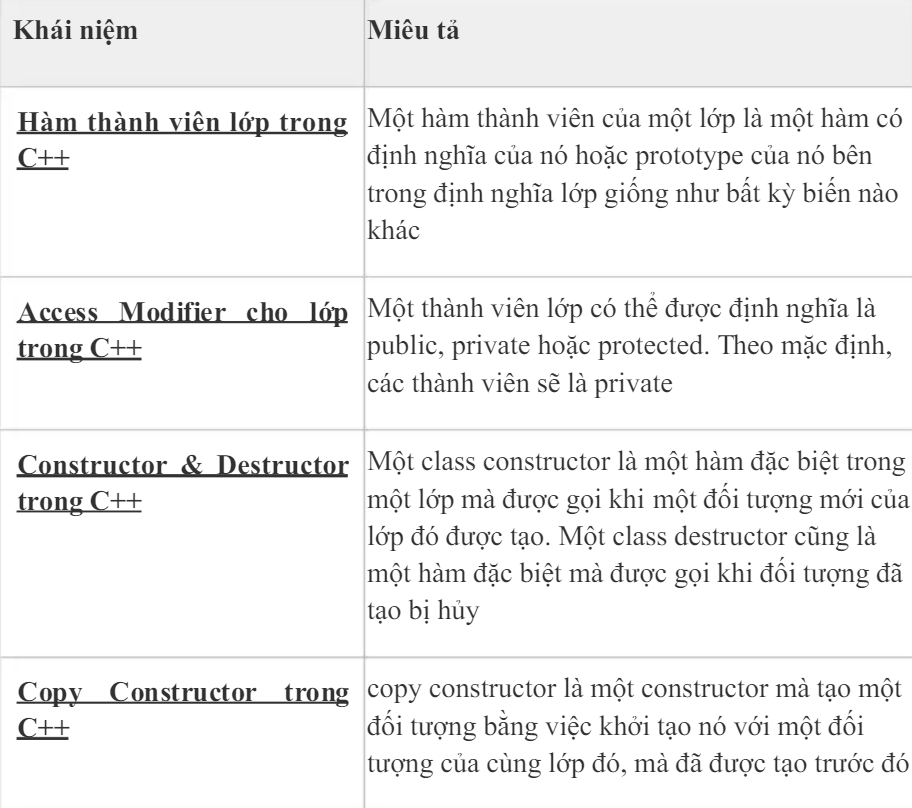 Khái niệm
Miêu tả
Hàm thành viên lớp trong
C++
Một hàm thành viên của một lớp là một hàm có
định nghĩa của nó hoặc prototype của nó bên
trong định nghĩa lớp giống như bất kỳ biến nào
khác
Access Modifier cho lớp
trong C++
Một thành viên lớp có thể được định nghĩa là
public, private hoặc protected. Theo mặc định,
các thành viên sẽ là private
Constructor & Destructor
trong C++
Một class constructor là một hàm đặc biệt trong
một lớp mà được gọi khi một đối tượng mới của
lớp đó được tạo. Một class destructor cũng là
một hàm đặc biệt mà được gọi khi đối tượng đã
tạo bị hủy
Copy Constructor trong
C++
copy constructor là một constructor mà tạo một
đối tượng bằng việc khởi tạo nó với một đối
tượng của cùng lớp đó, mà đã được tạo trước đó